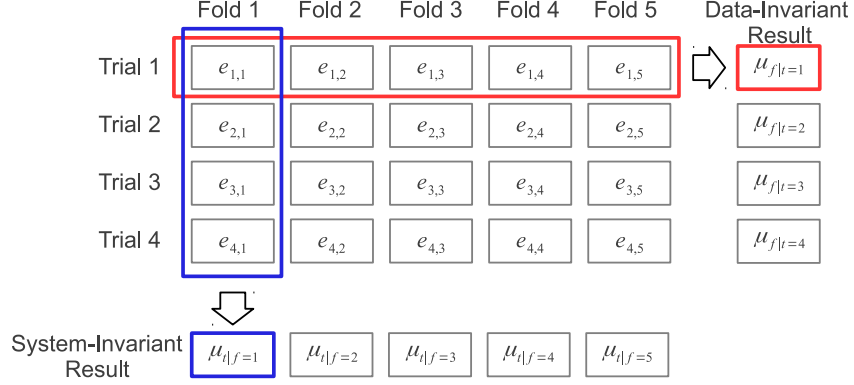 Fold 1 Fold 2 Fold 3 Fold 4 Fold 5 Data-Invariant
Result
Trial 1 e1,1 e1,2 e1,3 e1,4 e1,5 μf|t=1
Trial 2 e2,1 e2,2 e2,3 e2,4 e2,5 μf|t=2
Trial 3 e3,1 e3,2 e3,3 e3,4 e3,5 μf|t=3
Trial 4 e4,1 e4,2 e4,3 e4,4 e4,5 μf|t=4
System-Invariant
Result
μt|f=1 μt|f=2 μt|f=3 μt|f=4 μt|f=5